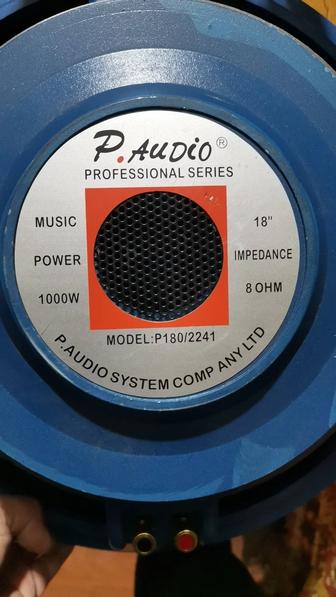 P.AUDIO®
PROFESSIONAL SERIES
MUSIC
POWER
1000W
18"
IMPEDANCE
8 OHM
MODEL:P180/2241
P.AUDIO SYSTEM COMP ANY LTD